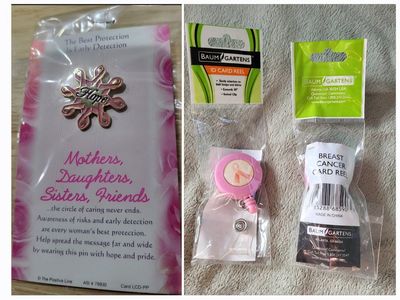 The Best Protection
is Early Detection
Hope
Mothers,
Daughters,
Sisters, Friends
...the circle of caring never ends.
Awareness of risks and early detection
are every woman's best protection.
Help spread the message far and wide
by wearing this pin with hope and pride.
© The Positive Line
Card LCD-PP
BAUMGARTENS
ID CARD REEL
BAUMGARTENS
BREAST
CANCER
CARD REEL
MADE IN CHINA
BAUMGARTENS